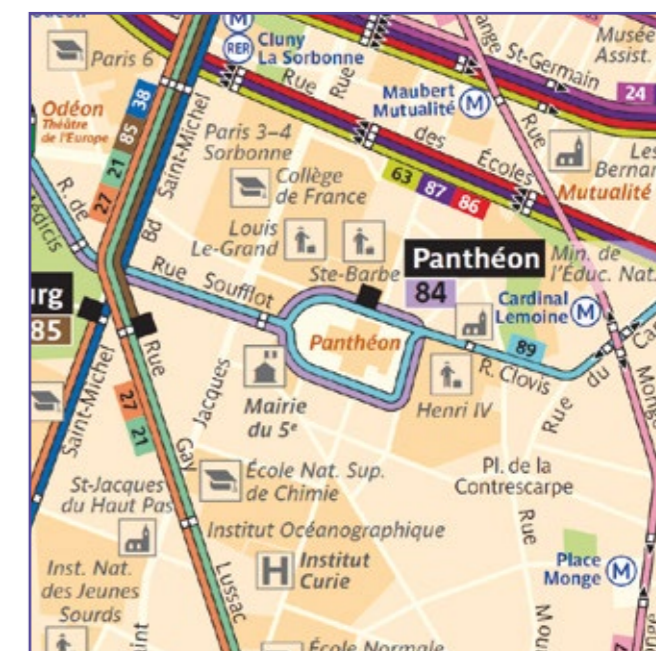 M
RER
Cluny
La Sorbonne
St-Germain
Musée
Assist.
Paris 6
Rue
Rue
Maubert
Mutualité
M
24
Odéon
Théâtre
de l'Europe
38
85
21
27
Saint-Michel
Bd
Paris 3–4
Sorbonne
des
Écoles
Rue
Les
Bernar
Mutualité
Collège
de France
63
87
86
R. de
Médicis
Louis
Le-Grand
Ste-Barbe
Panthéon
84
Min. de
l'Éduc. Nat.
Rue Soufflot
urg
85
Cardinal
Lemoine
M
Panthéon
89
R. Clovis
Rue
du
Car
Monge
Saint-Michel
Rue
Gay
Lussac
Jacques
27
21
Mairie
du 5e
Henri IV
Pl. de la
Contrescarpe
Rue
St-Jacques
du Haut Pas
École Nat. Sup.
de Chimie
Institut Océanographique
H
Institut
Curie
Place
Monge
M
Inst. Nat.
des Jeunes
Sourds
École Normale